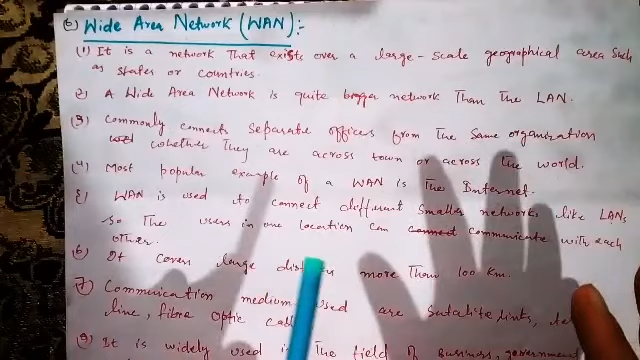 (b) Wide Area Network (WAN) :-
(1) It is a network That exists over a large - scale geographical area such
as states or countries.
2) A Wide Area Network is quite bigger network Than The LAN.
(3) Commonly connects separate offices from The Same organization
whether They are across town or across the world.
(4) Most popular example of a WAN is The Internet.
5) WAN is used to connect different Smaller networks like LANs
so The users in one location can communicate with each
other.
6) It covers large more Than 100 Km.
7) Communication medium used are Satalite links,
line, fibre optic
8) It is widely used in The field of Business, government